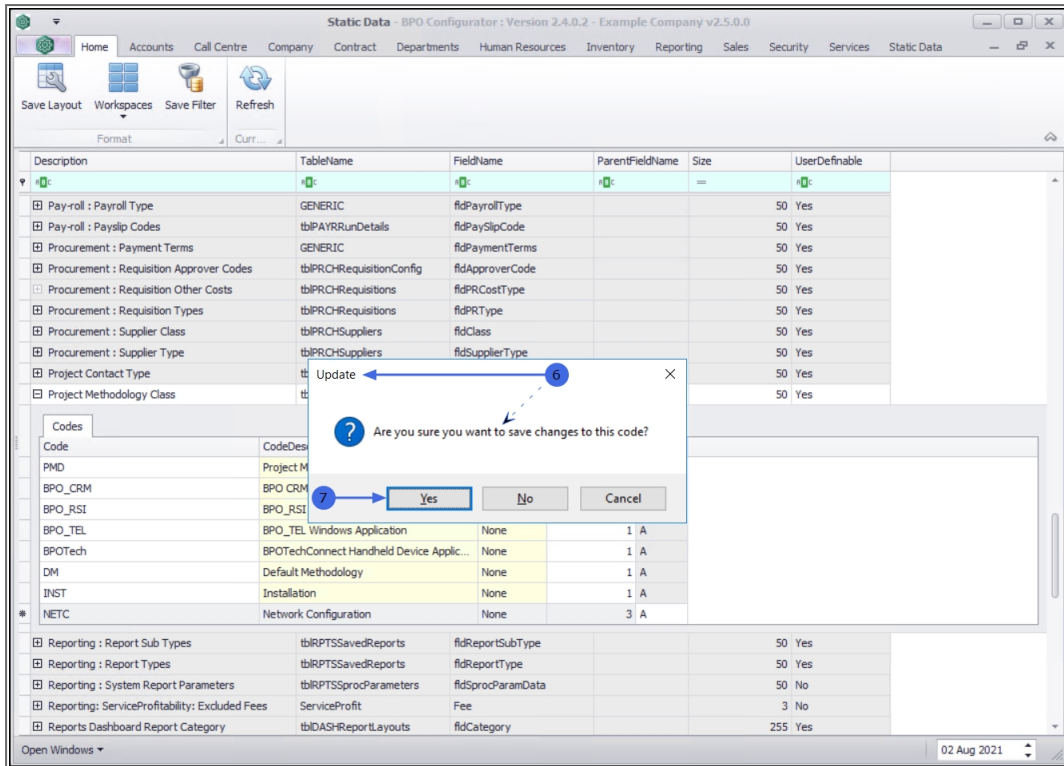 Static Data - BPO Configurator : Version 2.4.0.2 - Example Company v2.5.0.0
Home Accounts Call Centre Company Contract Departments Human Resources Inventory Reporting Sales Security Services Static Data
Save Layout Workspaces Save Filter Refresh
Format Curr...
Description TableName FieldName ParentFieldName Size UserDefinable
Pay-roll : Payroll Type GENERIC fldPayrollType 50 Yes
Pay-roll : Payslip Codes tblPAYRRunDetails fldPaySlipCode 50 Yes
Procurement : Payment Terms GENERIC fldPaymentTerms 50 Yes
Procurement : Requisition Approver Codes tblPRCHRequisitionConfig fldApproverCode 50 Yes
Procurement : Requisition Other Costs tblPRCHRequisitions fldPRCostType 50 Yes
Procurement : Requisition Types tblPRCHRequisitions fldPRType 50 Yes
Procurement : Supplier Class tblPRCHSuppliers fldClass 50 Yes
Procurement : Supplier Type tblPRCHSuppliers fldSupplierType 50 Yes
Project Contact Type 50 Yes
Project Methodology Class 50 Yes
Update 6
Are you sure you want to save changes to this code?
7 Yes No Cancel
Codes
Code CodeDes
PMD Project M
BPO_CRM BPO CRM
BPO_RSI BPO_RSI
BPO_TEL BPO_TEL Windows Application None 1 A
BPOTech BPOTechConnect Handheld Device Applic... None 1 A
DM Default Methodology None 1 A
INST Installation None 1 A
NETC Network Configuration None 3 A
Reporting : Report Sub Types tblRPTSSavedReports fldReportSubType 50 Yes
Reporting : Report Types tblRPTSSavedReports fldReportType 50 Yes
Reporting : System Report Parameters tblRPTSSprocParameters fldSprocParamData 50 No
Reporting: ServiceProfitability: Excluded Fees ServiceProfit Fee 3 No
Reports Dashboard Report Category tblDASHReportLayouts fldCategory 255 Yes
Open Windows 02 Aug 2021